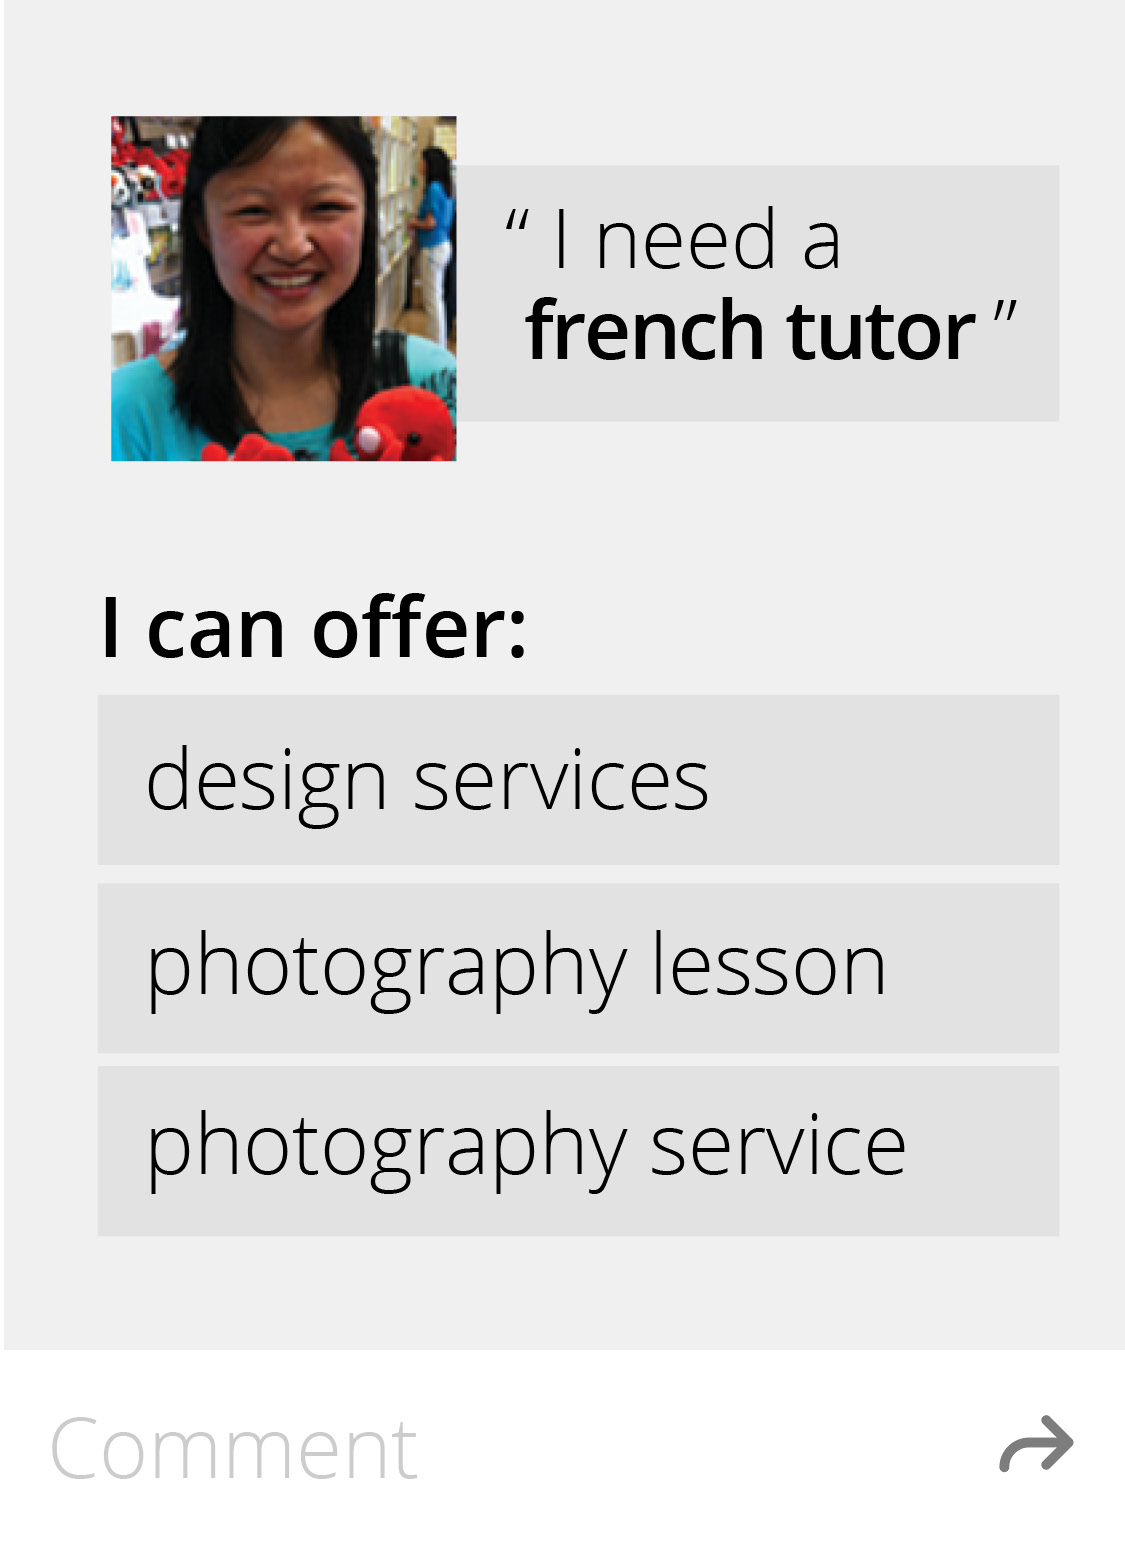 “ I need a
french tutor ”
I can offer:
design services
photography lesson
photography service
Comment